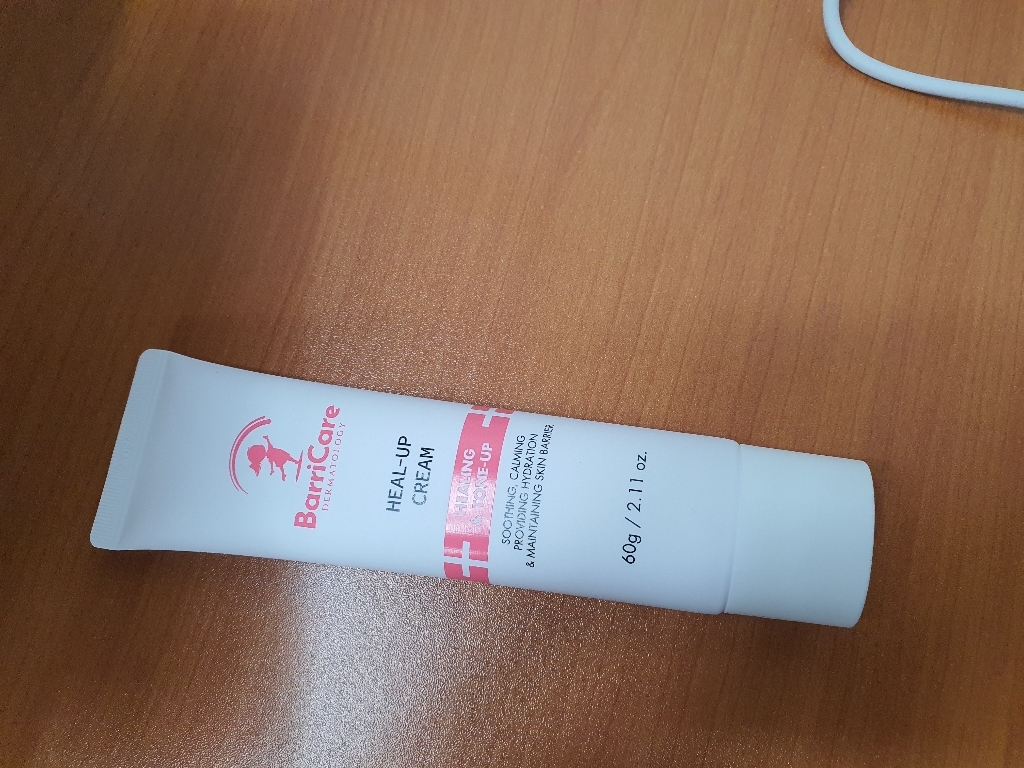 BarriCare
DERMATOLOGY
HEAL-UP
CREAM
HEALING
& TONE-UP
SOOTHING, CALMING
PROVIDING HYDRATION
& MAINTAINING SKIN BARRIER
60g / 2.11 oz.